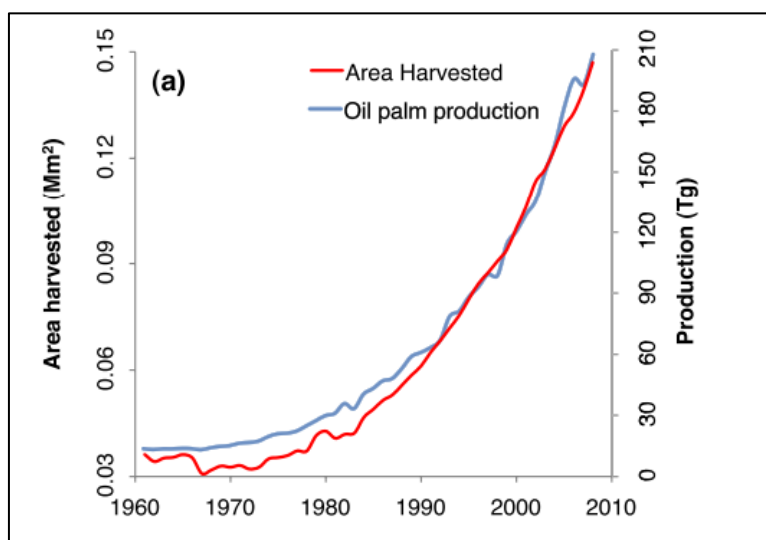 (a)
Area Harvested
Oil palm production
Area harvested (Mm²)
0.15
0.12
0.09
0.06
0.03
Production (Tg)
210
180
150
120
90
60
30
0
1960 1970 1980 1990 2000 2010